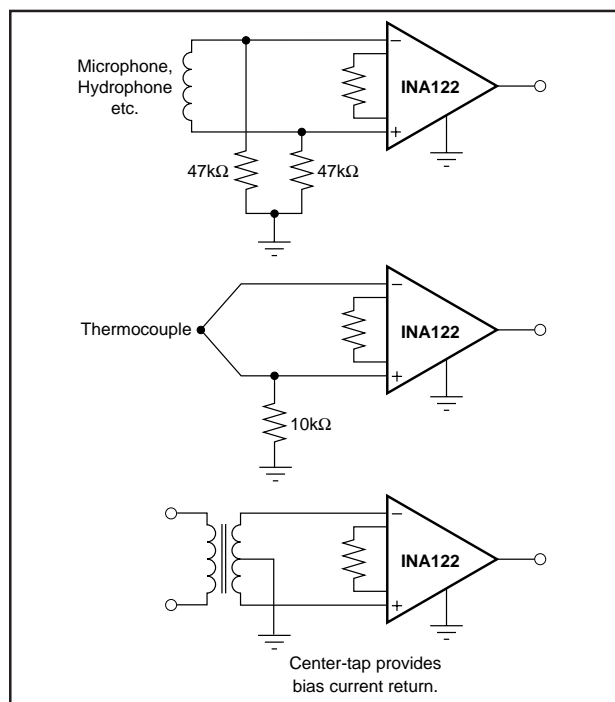 Microphone,
Hydrophone
etc.
−
INA122
+
47kΩ
47kΩ
−
Thermocouple
INA122
+
10kΩ
−
INA122
+
Center-tap provides
bias current return.